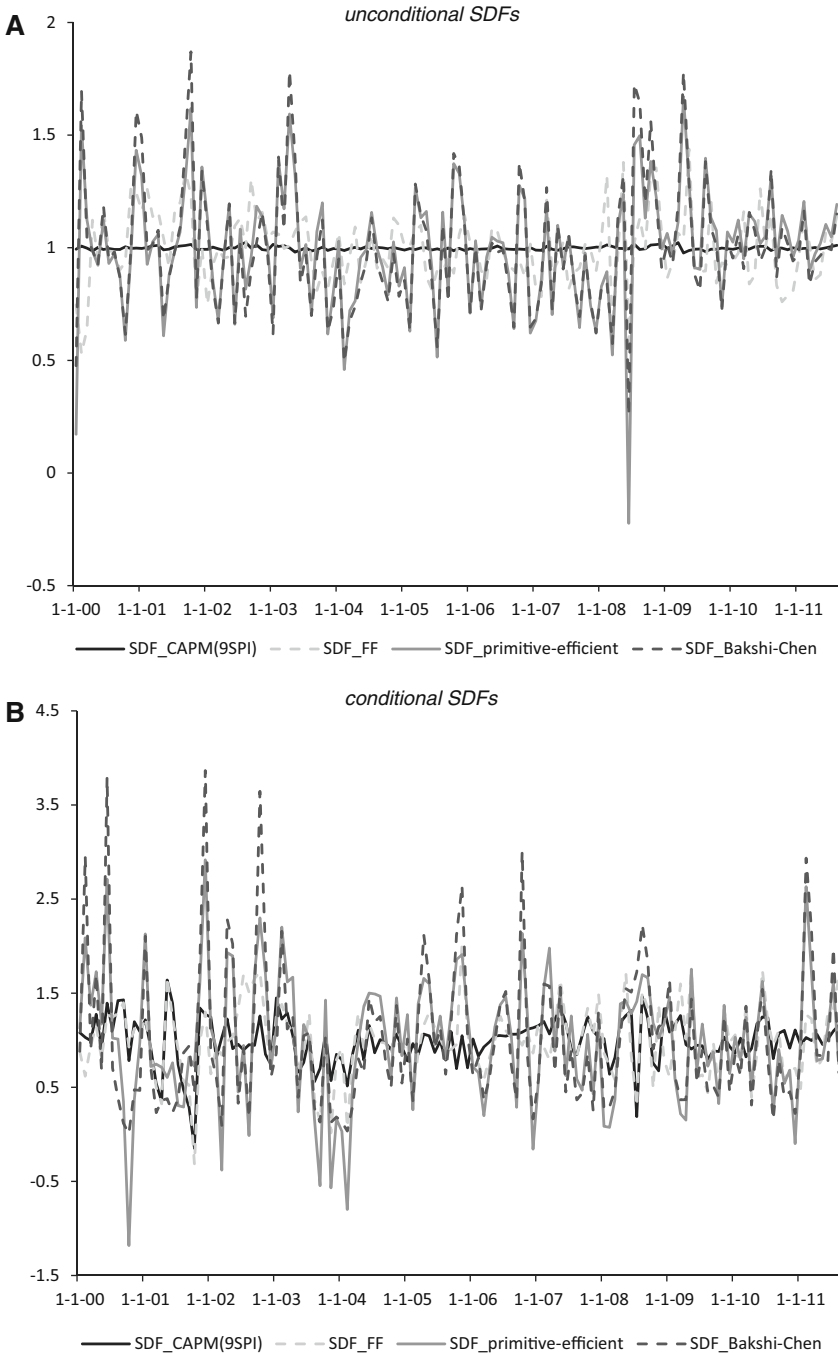 A
unconditional SDFs
2
1.5
1
0.5
0
-0.5
1-1-00 1-1-01 1-1-02 1-1-03 1-1-04 1-1-05 1-1-06 1-1-07 1-1-08 1-1-09 1-1-10 1-1-11
SDF_CAPM(9SPI) SDF_FF SDF_primitive-efficient SDF_Bakshi-Chen
B
conditional SDFs
4.5
3.5
2.5
1.5
0.5
-0.5
-1.5
1-1-00 1-1-01 1-1-02 1-1-03 1-1-04 1-1-05 1-1-06 1-1-07 1-1-08 1-1-09 1-1-10 1-1-11
SDF_CAPM(9SPI) SDF_FF SDF_primitive-efficient SDF_Bakshi-Chen